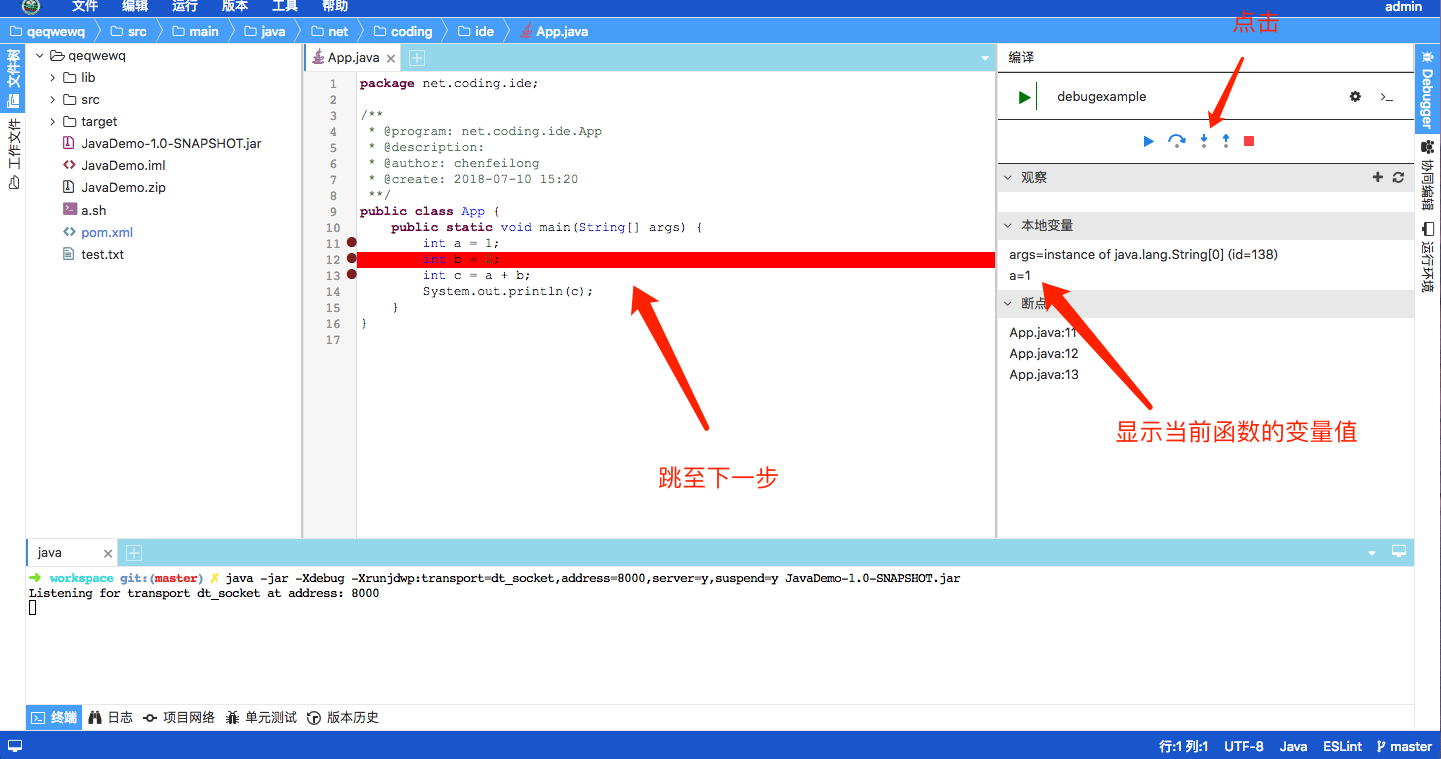 文件 编辑 运行 版本 工具 帮助 admin
qeqwewq src main java net coding ide App.java
点击
文件树
工作文件
qeqwewq
lib
src
target
JavaDemo-1.0-SNAPSHOT.jar
JavaDemo.iml
JavaDemo.zip
a.sh
pom.xml
test.txt
App.java
1 package net.coding.ide;
2
3 /**
4 * @program: net.coding.ide.App
5 * @description:
6 * @author: chenfeilong
7 * @create: 2018-07-10 15:20
8 **/
9 public class App {
10 public static void main(String[] args) {
11 int a = 1;
12 int b = 2;
13 int c = a + b;
14 System.out.println(c);
15 }
16 }
17
跳至下一步
编译
debugexample
观察
本地变量
args=instance of java.lang.String[0] (id=138)
a=1
断点
App.java:11
App.java:12
App.java:13
显示当前函数的变量值
Debugger
协同编辑
运行环境
java
workspace git:(master) ✗ java -jar -Xdebug -Xrunjdwp:transport=dt_socket,address=8000,server=y,suspend=y JavaDemo-1.0-SNAPSHOT.jar
Listening for transport dt_socket at address: 8000
终端 日志 项目网络 单元测试 版本历史
行:1 列:1 UTF-8 Java ESLint master